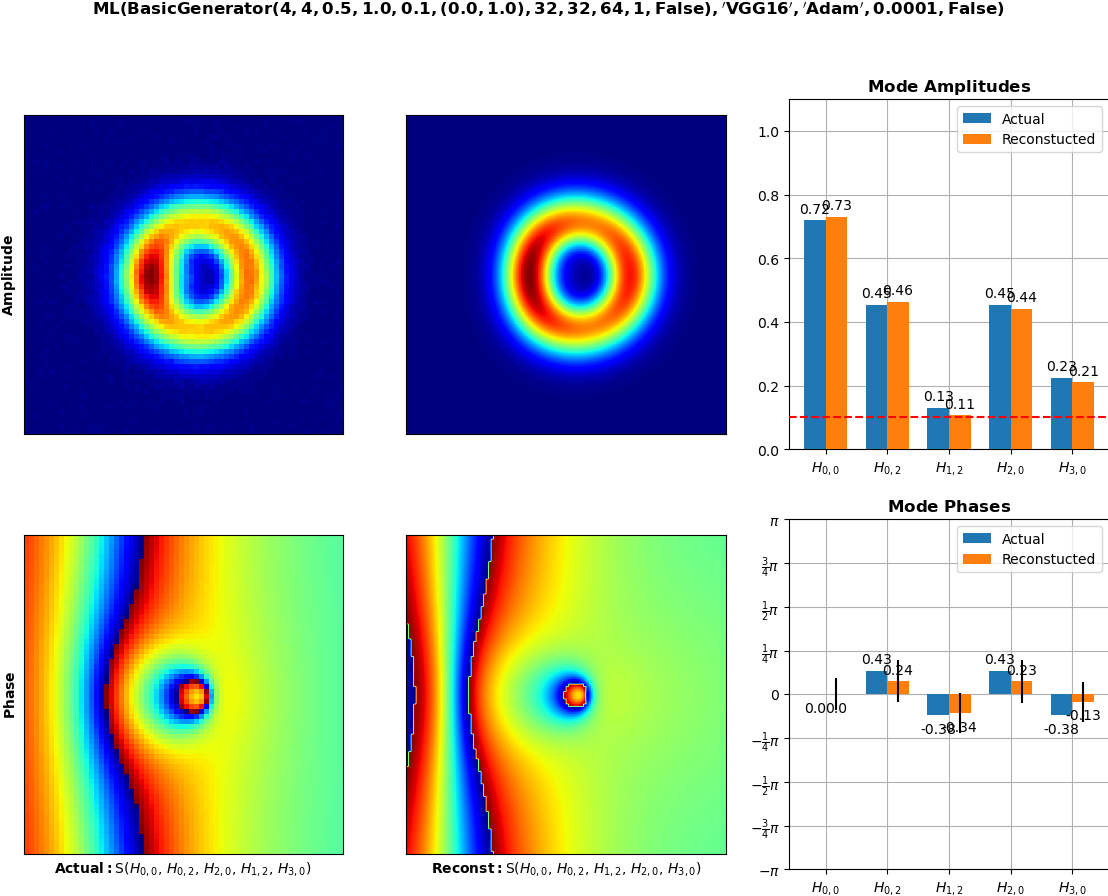 ML(BasicGenerator(4, 4, 0.5, 1.0, 0.1, (0.0, 1.0), 32, 32, 64, 1, False), ′VGG16′, ′Adam′, 0.0001, False)
Amplitude
Mode Amplitudes
Actual
Reconstucted
1.0
0.8
0.6
0.4
0.2
0.0
0.72
0.73
0.45
0.46
0.13
0.11
0.45
0.44
0.23
0.21
H0,0
H0,2
H1,2
H2,0
H3,0
Phase
Actual: S(H0,0, H0,2, H2,0, H1,2, H3,0)
Reconst: S(H0,0, H0,2, H1,2, H2,0, H3,0)
Mode Phases
Actual
Reconstucted
π
3/4π
1/2π
1/4π
0
−1/4π
−1/2π
−3/4π
−π
0.43
0.24
-0.34
0.43
0.23
-0.38
-0.13
H0,0
H0,2
H1,2
H2,0
H3,0